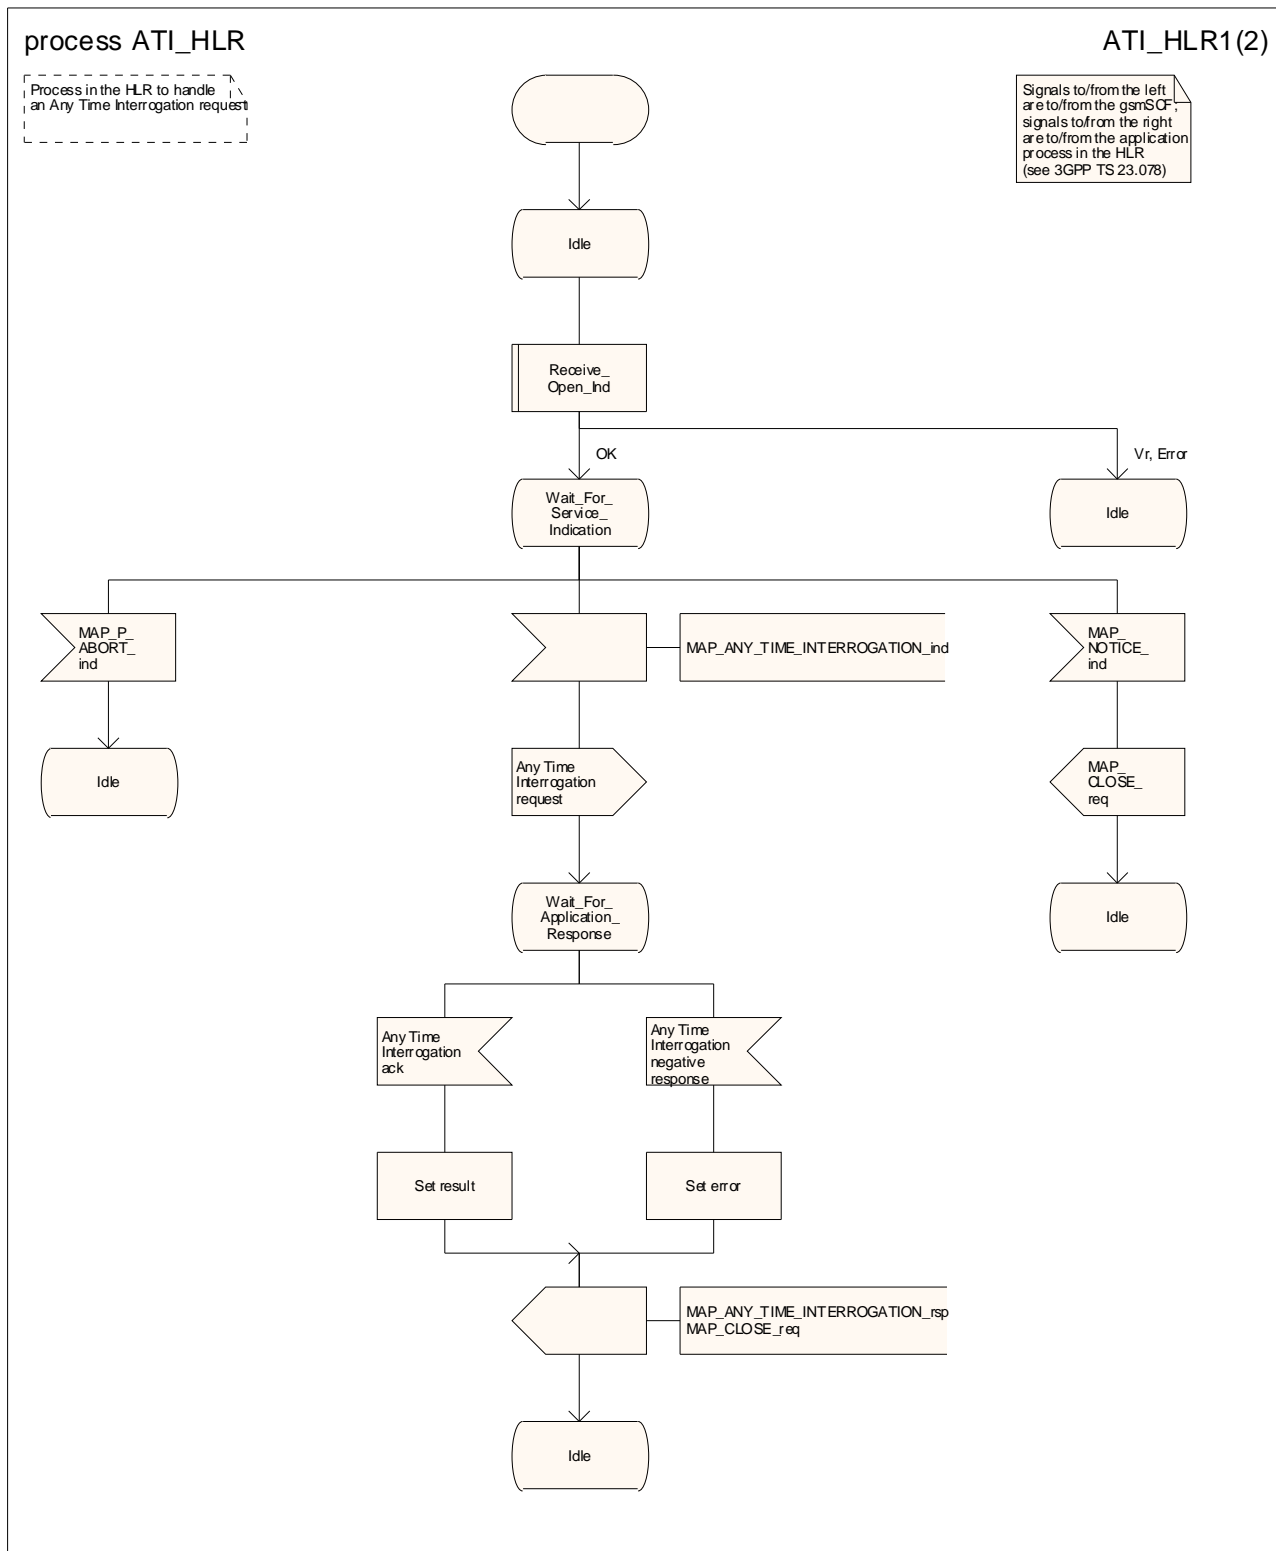 process ATI_HLR
ATI_HLR1(2)
Process in the HLR to handle
an Any Time Interrogation request
Signals to/from the left
are to/from the gsmSCF;
signals to/from the right
are to/from the application
process in the HLR
(see 3GPP TS 23.078)
Idle
Receive_
Open_Ind
OK
Vr, Error
Wait_For_
Service_
Indication
Idle
MAP_P_
ABORT_
ind
MAP_ANY_TIME_INTERROGATION_ind
MAP_
NOTICE_
ind
Idle
Any Time
Interrogation
request
MAP_
CLOSE_
req
Wait_For_
Application_
Response
Idle
Any Time
Interrogation
ack
Any Time
Interrogation
negative
response
Set result
Set error
MAP_ANY_TIME_INTERROGATION_rsp
MAP_CLOSE_req
Idle